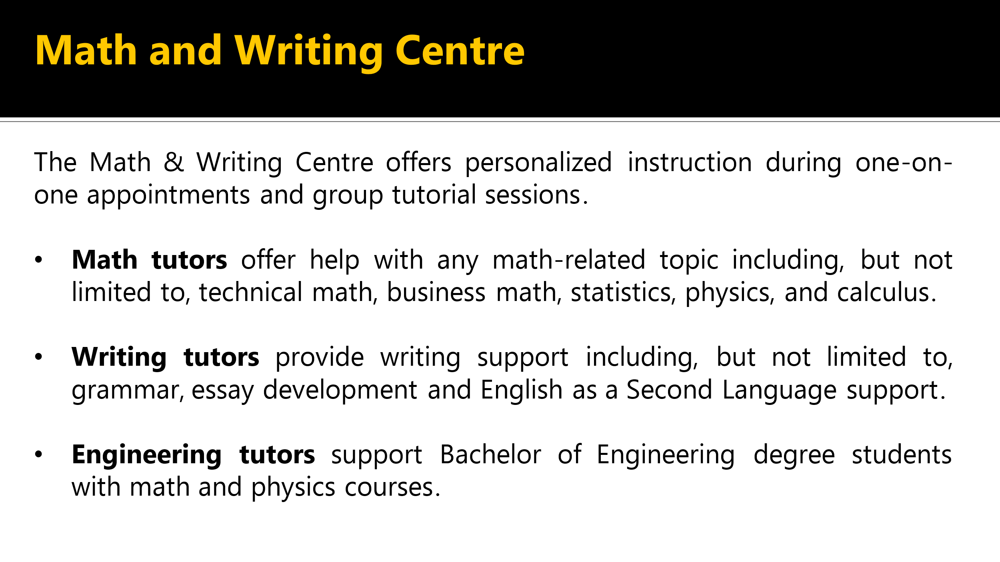 Math and Writing Centre
The Math & Writing Centre offers personalized instruction during one-on-
one appointments and group tutorial sessions.
• Math tutors offer help with any math-related topic including, but not
limited to, technical math, business math, statistics, physics, and calculus.
• Writing tutors provide writing support including, but not limited to,
grammar, essay development and English as a Second Language support.
• Engineering tutors support Bachelor of Engineering degree students
with math and physics courses.